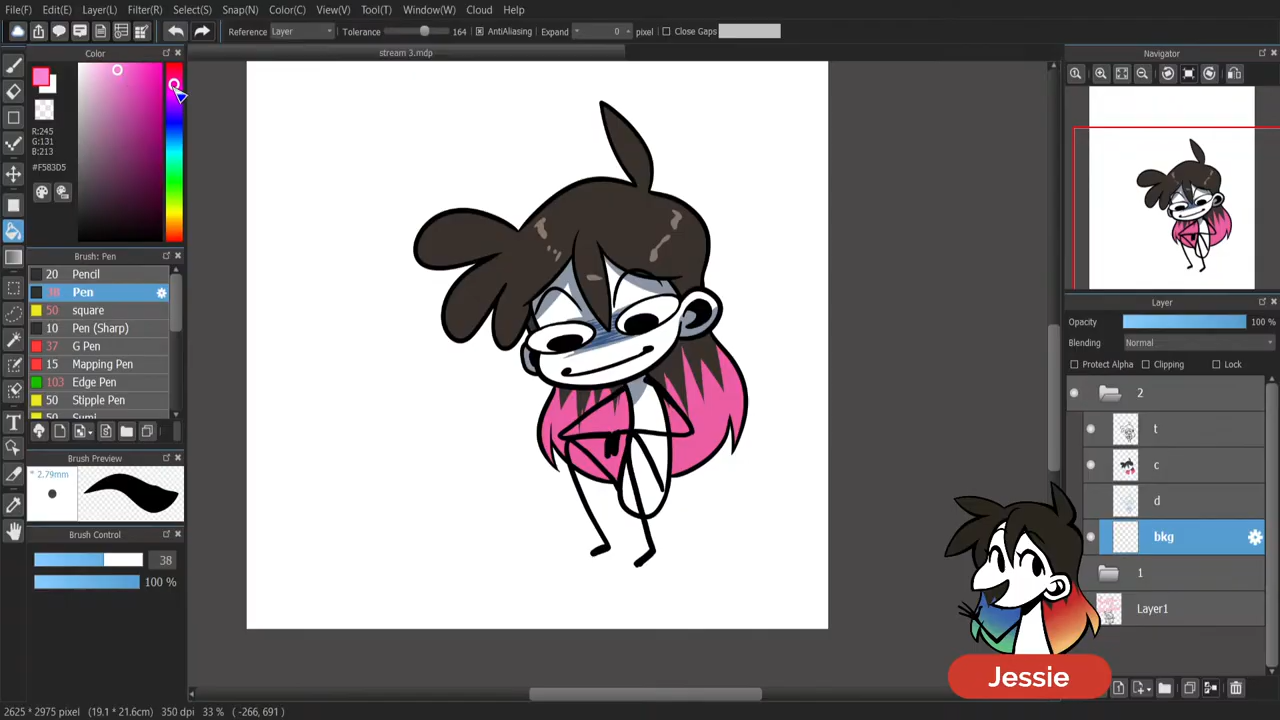 File(F) Edit(E) Layer(L) Filter(R) Select(S) Snap(N) Color(C) View(V) Tool(T) Window(W) Cloud Help
Reference Layer Tolerance 164 AntiAliasing Expand 0 pixel Close Gaps
stream 3.mdp
Color
R:245
G:131
B:213
#F583D5
Brush: Pen
20 Pencil
38 Pen
50 square
10 Pen (Sharp)
37 G Pen
15 Mapping Pen
103 Edge Pen
50 Stipple Pen
50 Sumi
Brush Preview
* 2.79mm
Brush Control
38
100 %
Navigator
Layer
Opacity 100 %
Blending Normal
Protect Alpha Clipping Lock
2
t
c
d
bkg
1
Layer1
Jessie
2625 * 2975 pixel (19.1 * 21.6cm) 350 dpi 33 % (-266, 691)